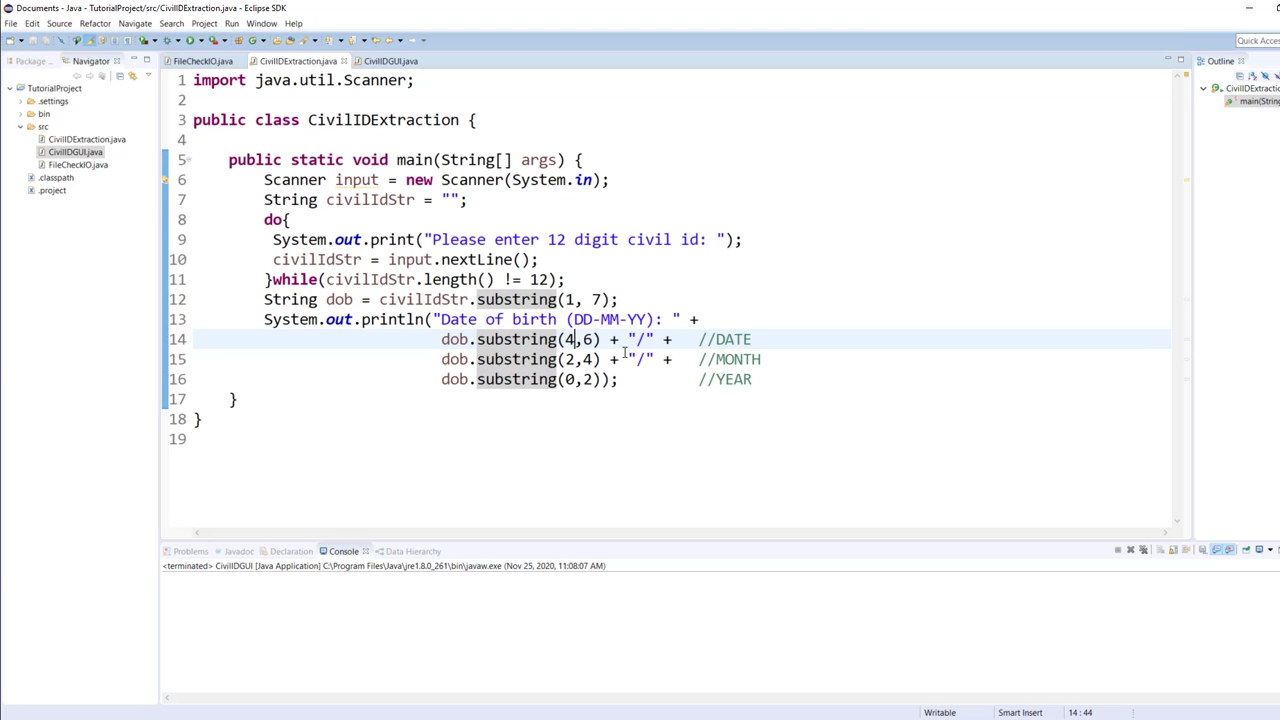 Documents - Java - TutorialProject/src/CivilIDExtraction.java - Eclipse SDK
File Edit Source Refactor Navigate Search Project Run Window Help
Quick Acces
Package ...
Navigator
FileCheckIO.java
CivilIDExtraction.java
CivilIDGUI.java
Outline
TutorialProject
.settings
bin
src
CivilIDExtraction.java
CivilIDGUI.java
FileCheckIO.java
.classpath
.project
1 import java.util.Scanner;
2
3 public class CivilIDExtraction {
4
5 public static void main(String[] args) {
6 Scanner input = new Scanner(System.in);
7 String civilIdStr = "";
8 do{
9 System.out.print("Please enter 12 digit civil id: ");
10 civilIdStr = input.nextLine();
11 }while(civilIdStr.length() != 12);
12 String dob = civilIdStr.substring(1, 7);
13 System.out.println("Date of birth (DD-MM-YY): " +
14 dob.substring(4,6) + "/" + //DATE
15 dob.substring(2,4) + "/" + //MONTH
16 dob.substring(0,2)); //YEAR
17 }
18 }
19
CivilIDExtractic
main(String
Problems Javadoc Declaration Console Data Hierarchy
<terminated> CivilIDGUI [Java Application] C:\Program Files\Java\jre1.8.0_261\bin\javaw.exe (Nov 25, 2020, 11:08:07 AM)
Writable Smart Insert 14 : 44